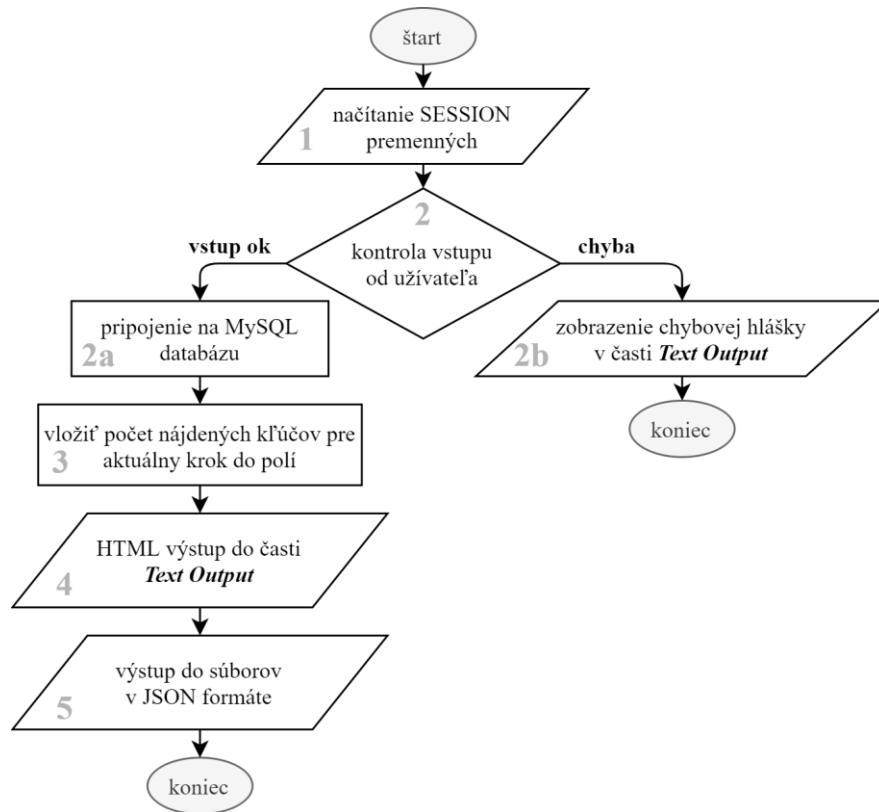 štart
1
načítanie SESSION
premenných
2
kontrola vstupu
od užívateľa
vstup ok
chyba
2a
pripojenie na MySQL
databázu
2b
zobrazenie chybovej hlášky
v časti Text Output
3
vložiť počet nájdených kľúčov pre
aktuálny krok do polí
koniec
4
HTML výstup do časti
Text Output
5
výstup do súborov
v JSON formáte
koniec